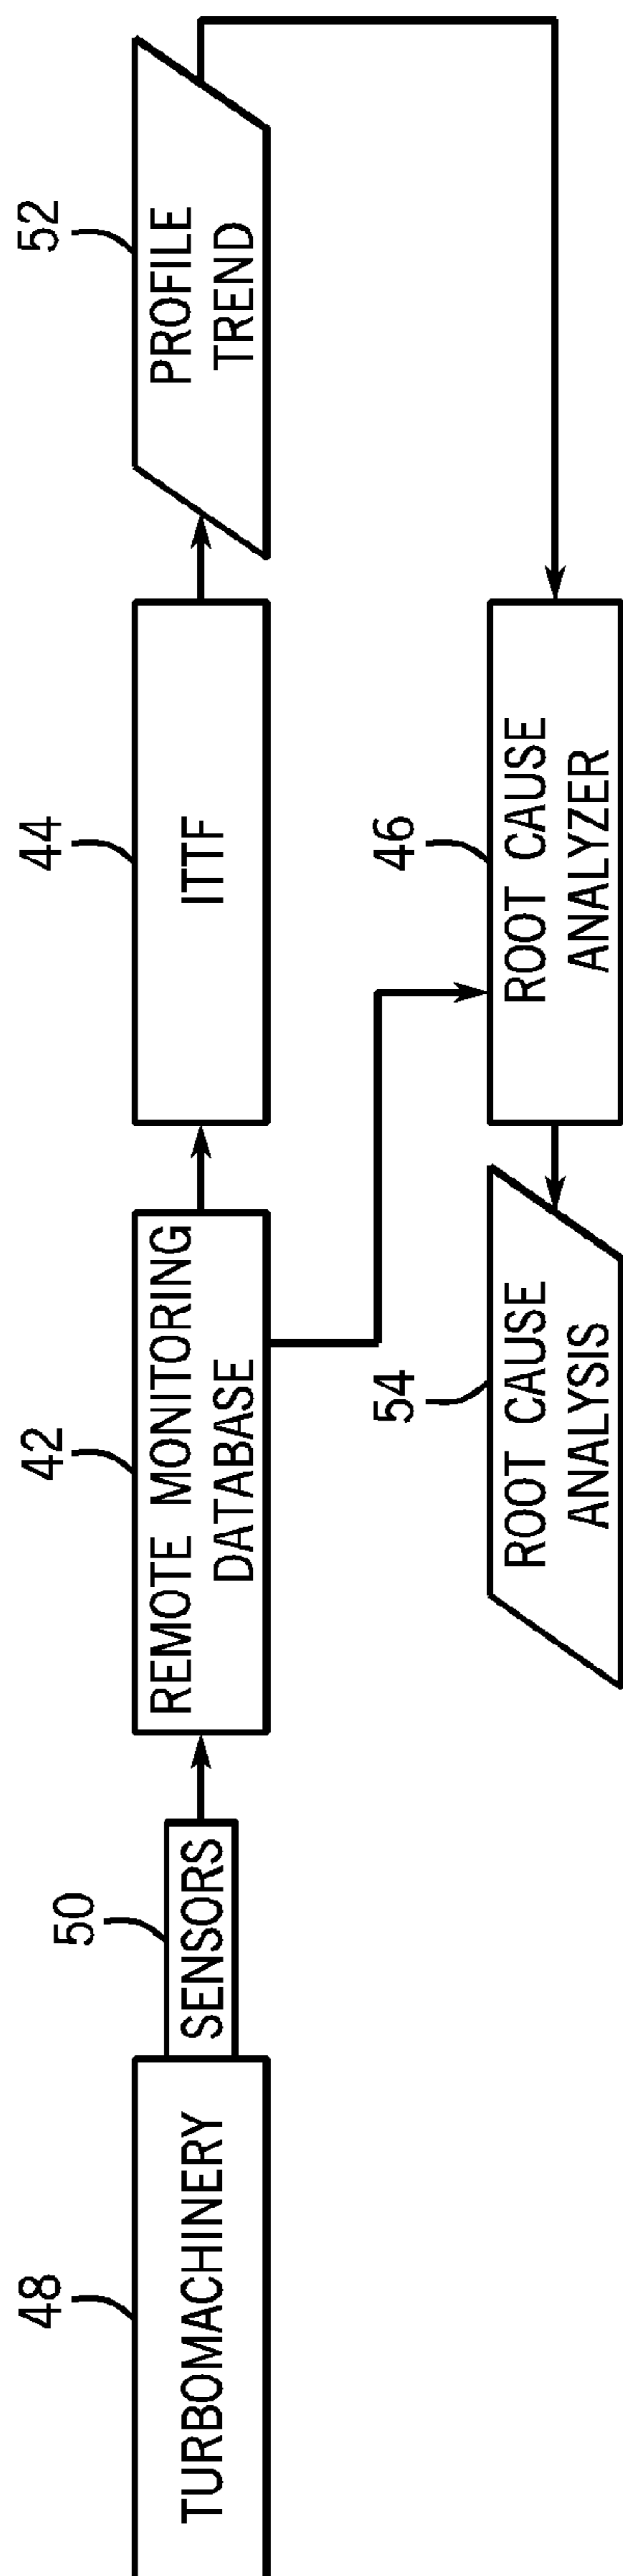 48
TURBOMACHINERY
50
SENSORS
42
REMOTE MONITORING
DATABASE
44
ITTF
52
PROFILE
TREND
54
ROOT CAUSE
ANALYSIS
46
ROOT CAUSE
ANALYZER